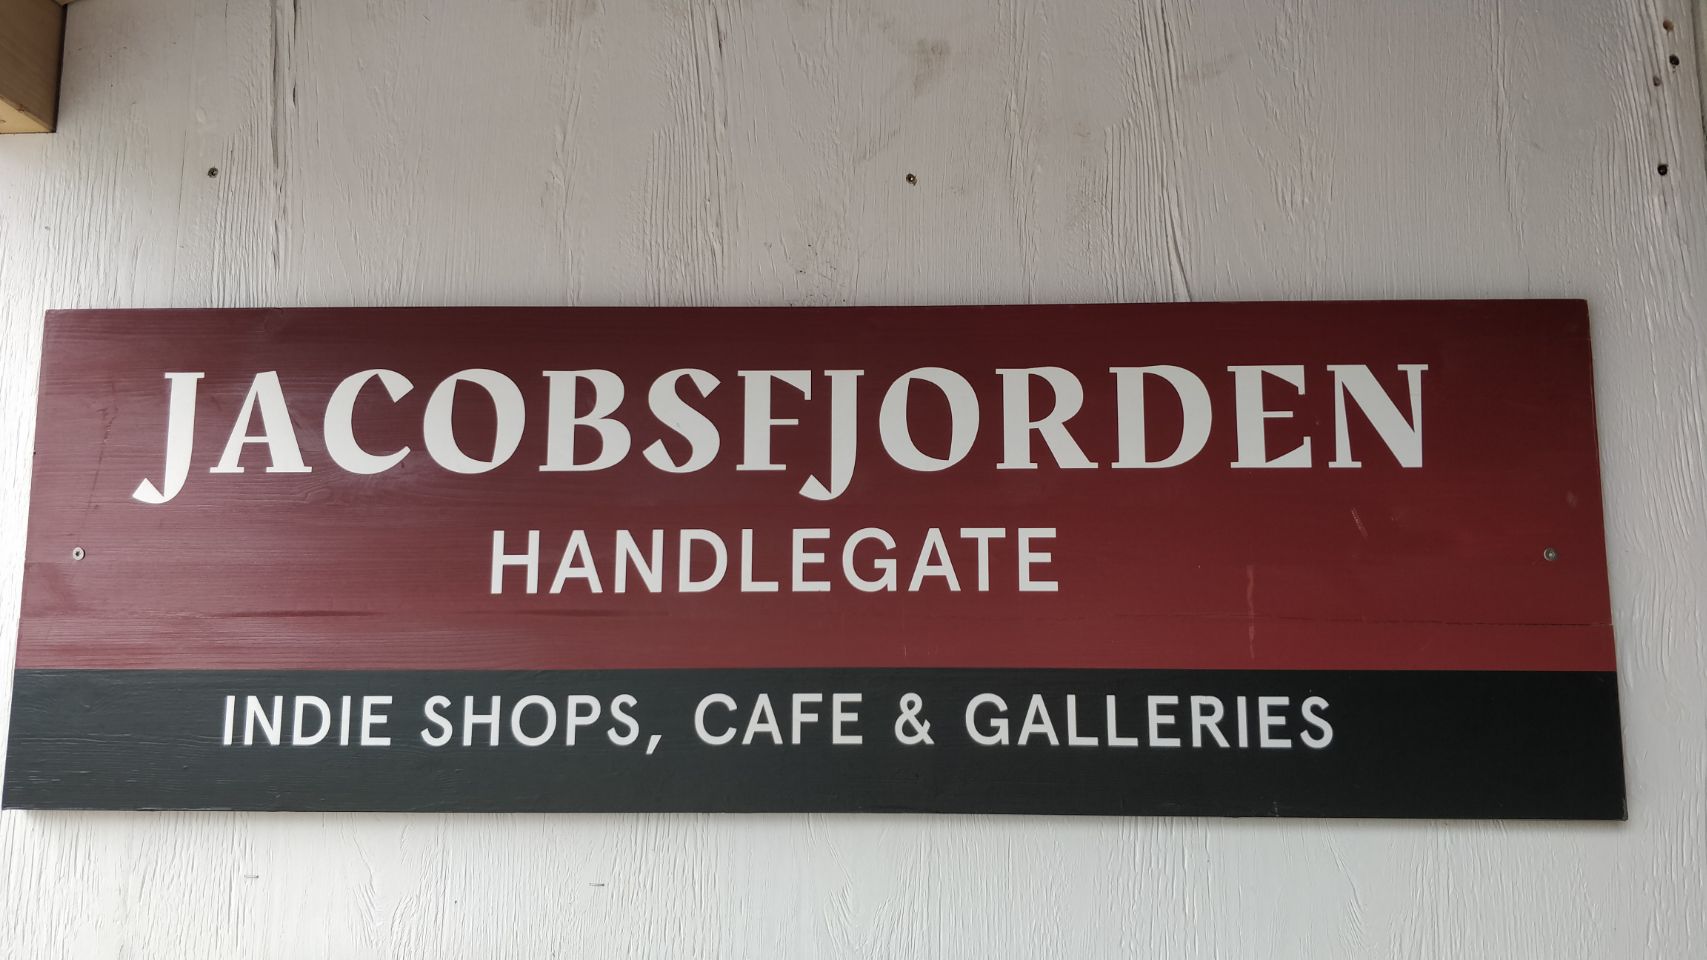 JACOBSFJORDEN
HANDLEGATE
INDIE SHOPS, CAFE & GALLERIES